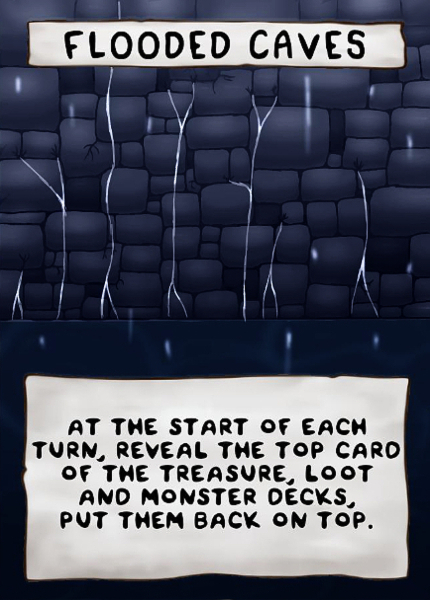 FLOODED CAVES
AT THE START OF EACH
TURN, REVEAL THE TOP CARD
OF THE TREASURE, LOOT
AND MONSTER DECKS,
PUT THEM BACK ON TOP.